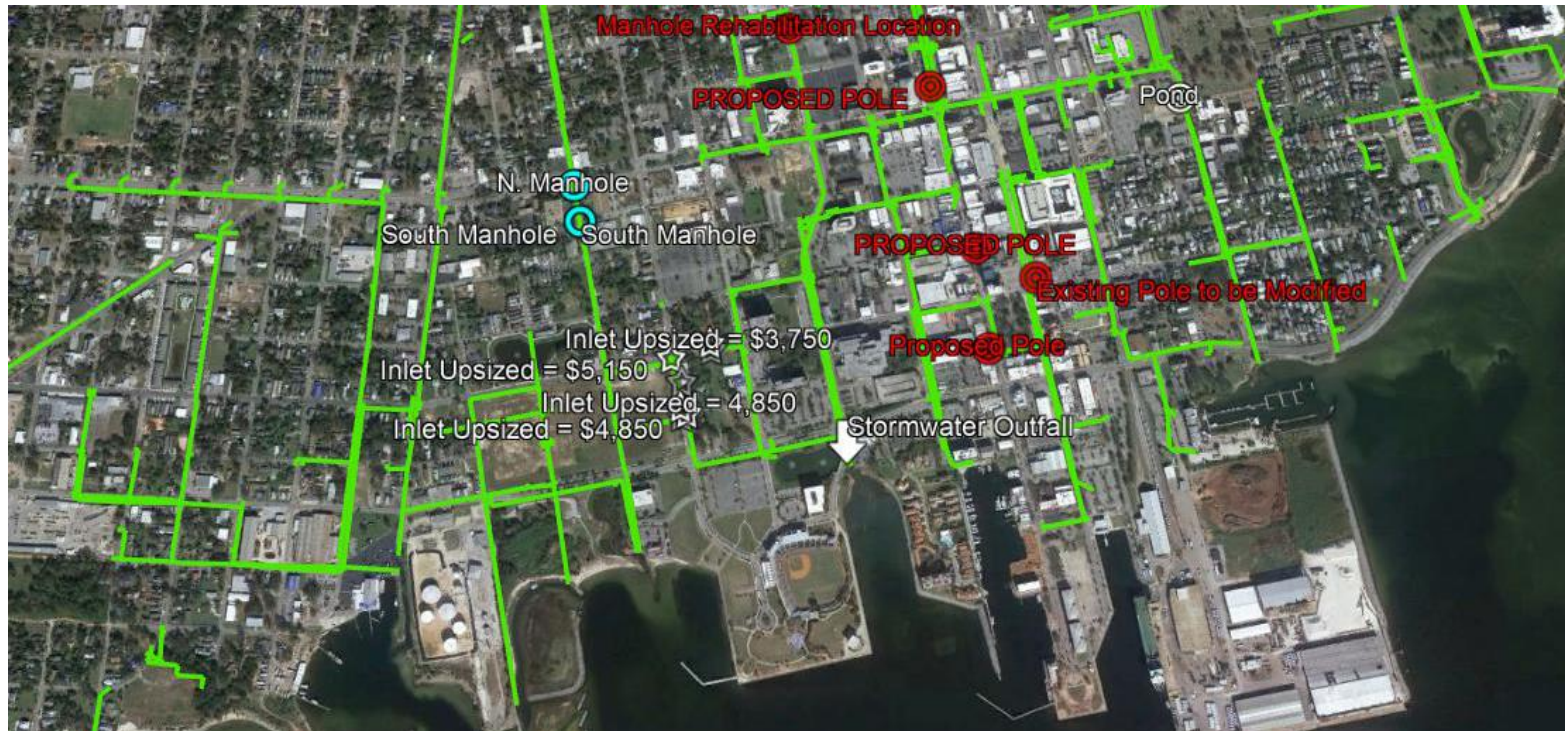 Manhole Rehabilitation Location
PROPOSED POLE
Pond
N. Manhole
South Manhole
South Manhole
PROPOSED POLE
Existing Pole to be Modified
Inlet Upsized = $3,750
Proposed Pole
Inlet Upsized = $5,150
Inlet Upsized = 4,850
Inlet Upsized = $4,850
Stormwater Outfall